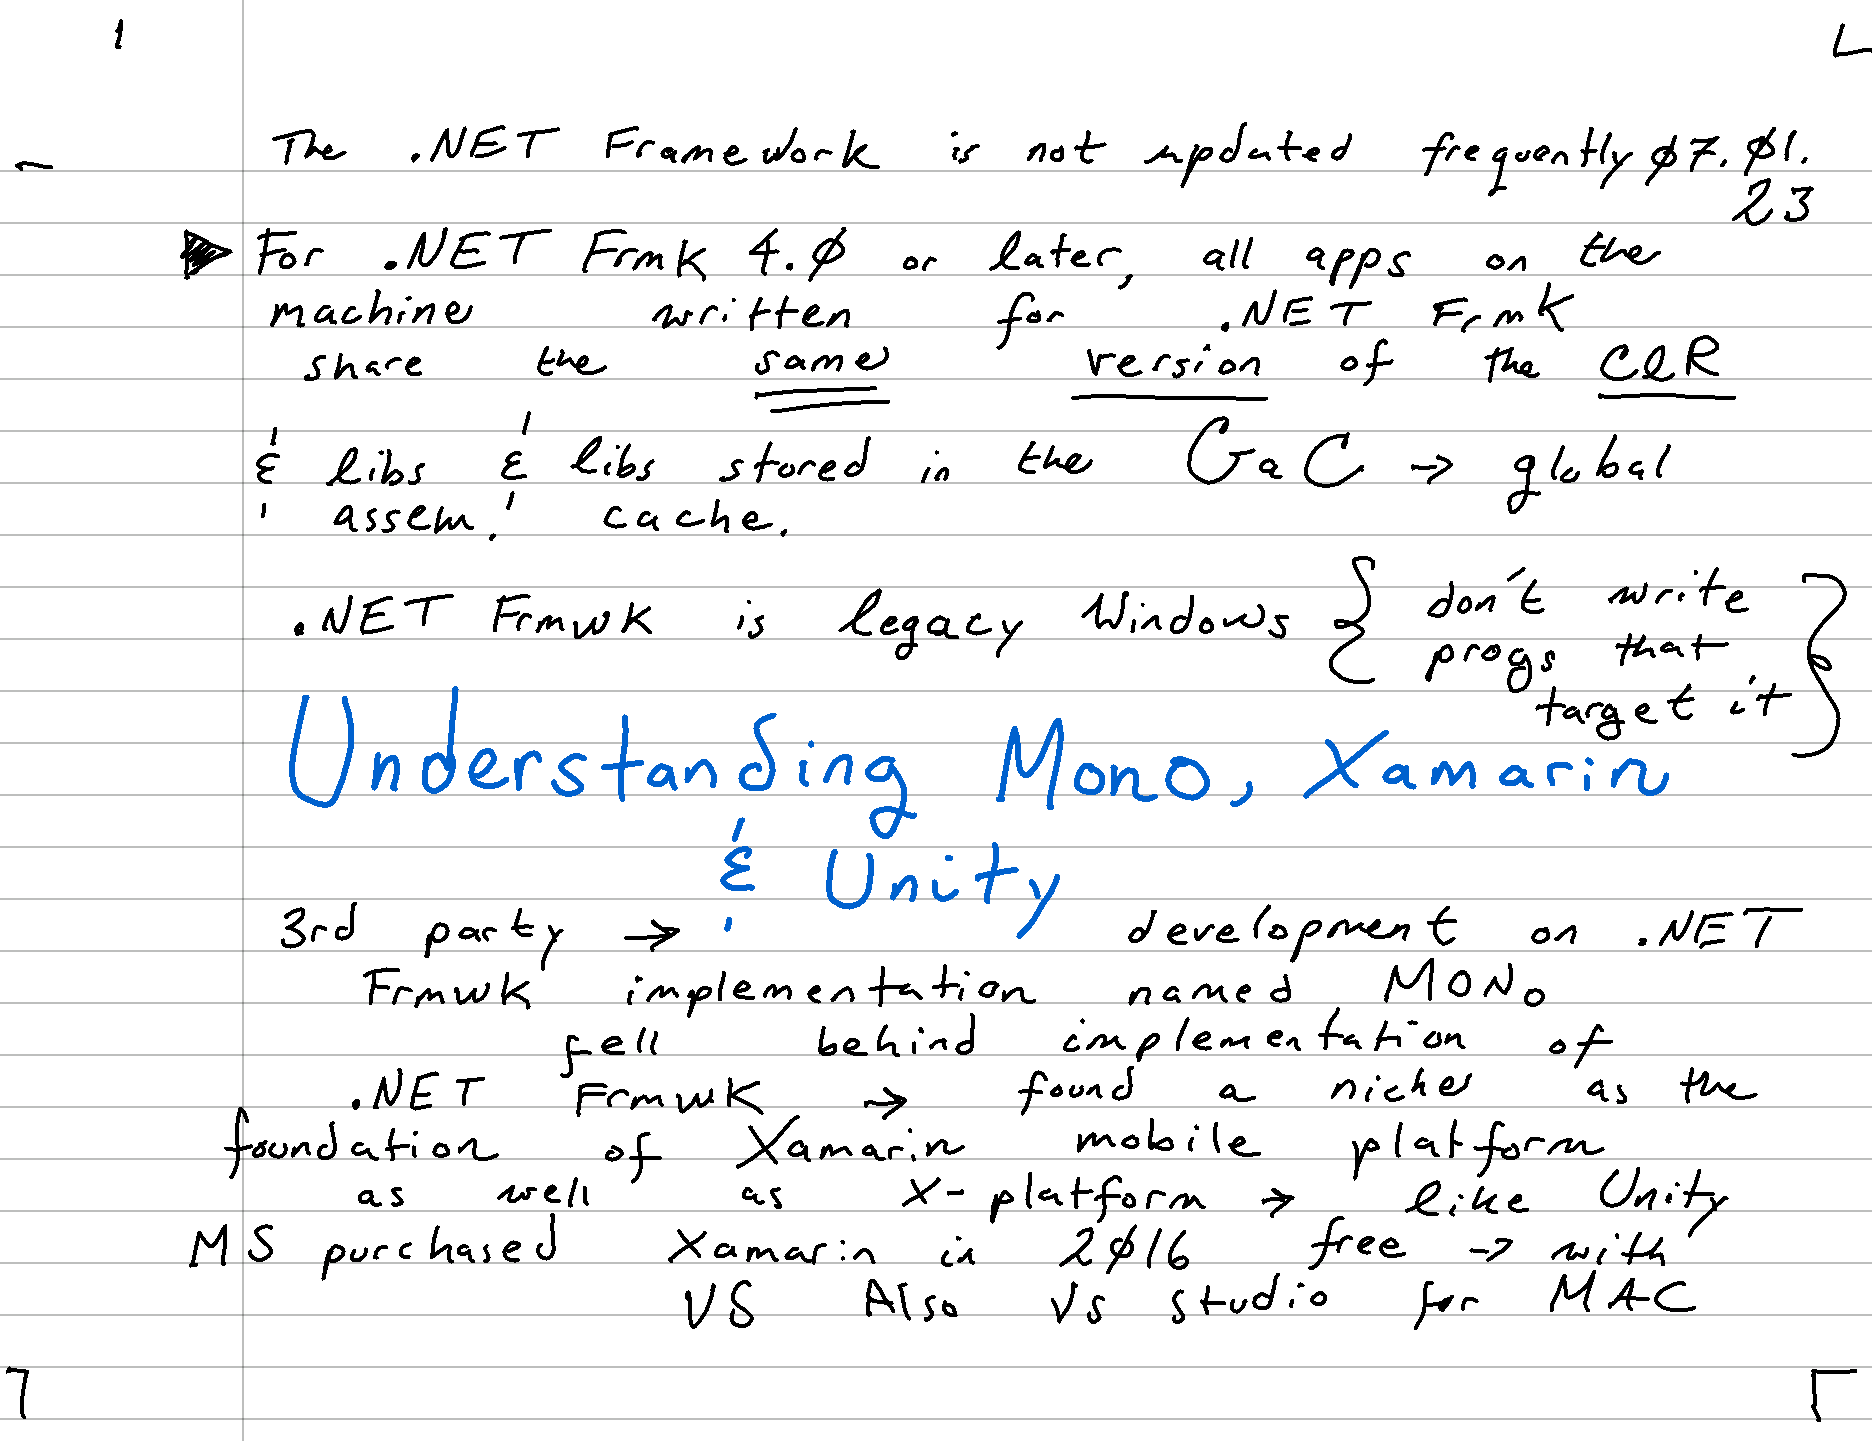 The .NET Framework is not updated frequently 07.01.
23
For .NET Frmk 4.0 or later, all apps on the
machine written for .NET Frmk
share the same version of the CLR
& libs & libs stored in the GaC → global
assem. cache.
.NET Frmwk is legacy Windows { don't write
progs that
target it }
Understanding Mono, Xamarin
& Unity
3rd party → development on .NET
Frmwk implementation named MONO
fell behind implementation of
.NET Frmwk → found a niche as the
foundation of Xamarin mobile platform
as well as X-platform → like Unity
MS purchased Xamarin in 2016 free → with
VS Also VS studio for MAC